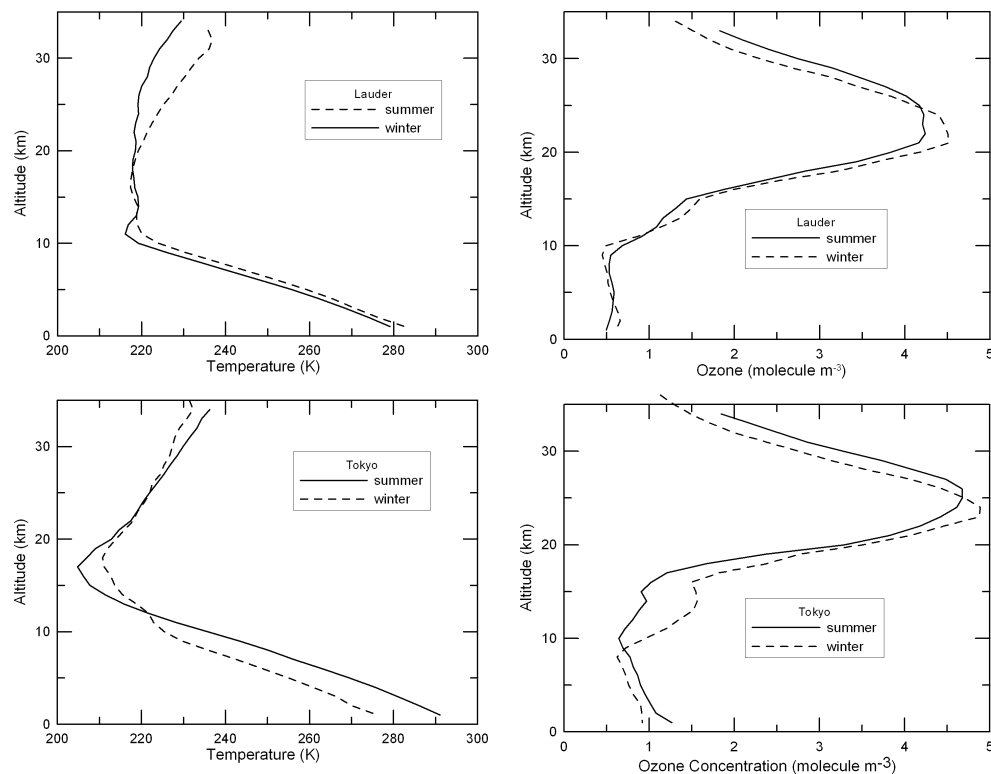 30
20
10
0
Altitude (km)
Lauder
summer
winter
200 220 240 260 280 300
Temperature (K)
30
20
10
0
Altitude (km)
Lauder
summer
winter
0 1 2 3 4 5
Ozone (molecule m-3)
30
20
10
0
Altitude (km)
Tokyo
summer
winter
200 220 240 260 280 300
Temperature (K)
30
20
10
0
Altitude (km)
Tokyo
summer
winter
0 1 2 3 4 5
Ozone Concentration (molecule m-3)